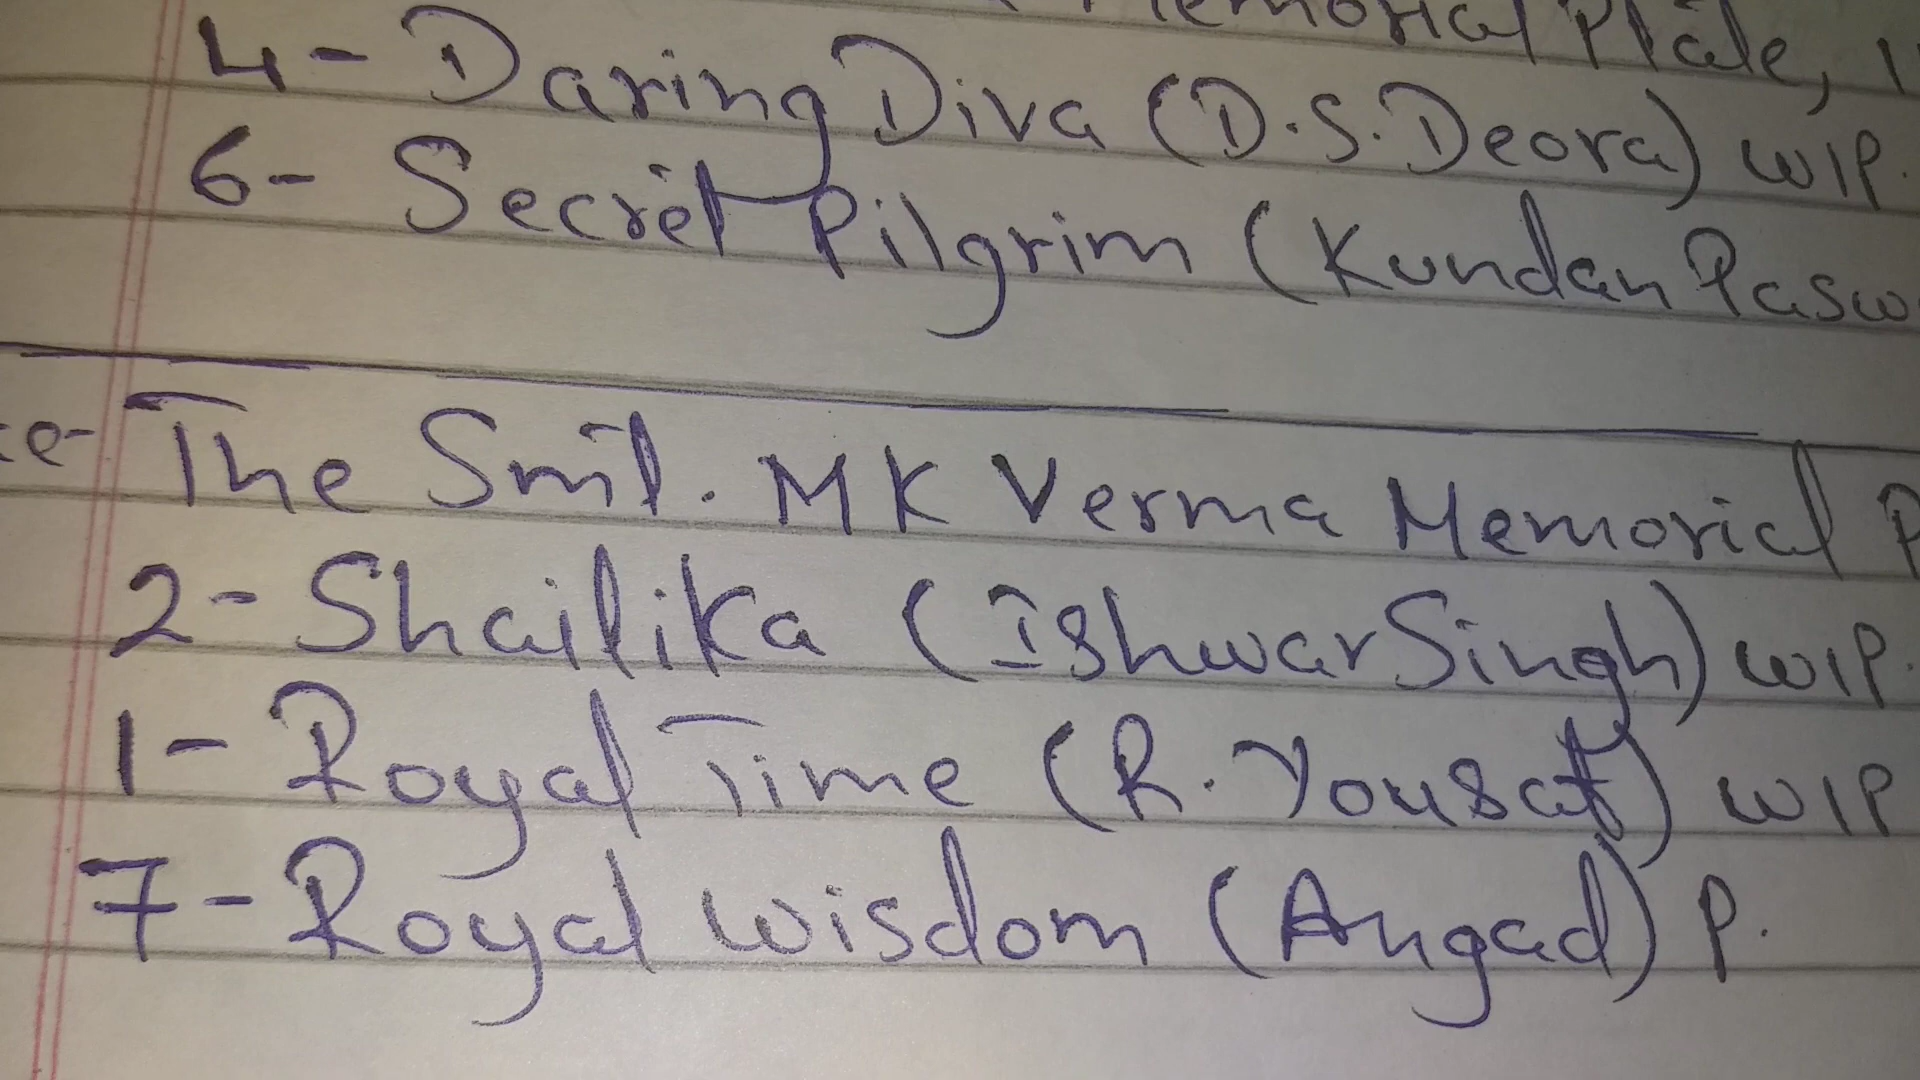 Memorial Plate,
4- Daring Diva (D.S. Deora) WIP.
6- Secret Pilgrim (Kundan
The Smt. MK Verma Memorial
2- Shailika (Ishwar Singh) WIP.
1- Royal Time (R. Yousaf) WIP
7- Royal Wisdom (Angad) P.